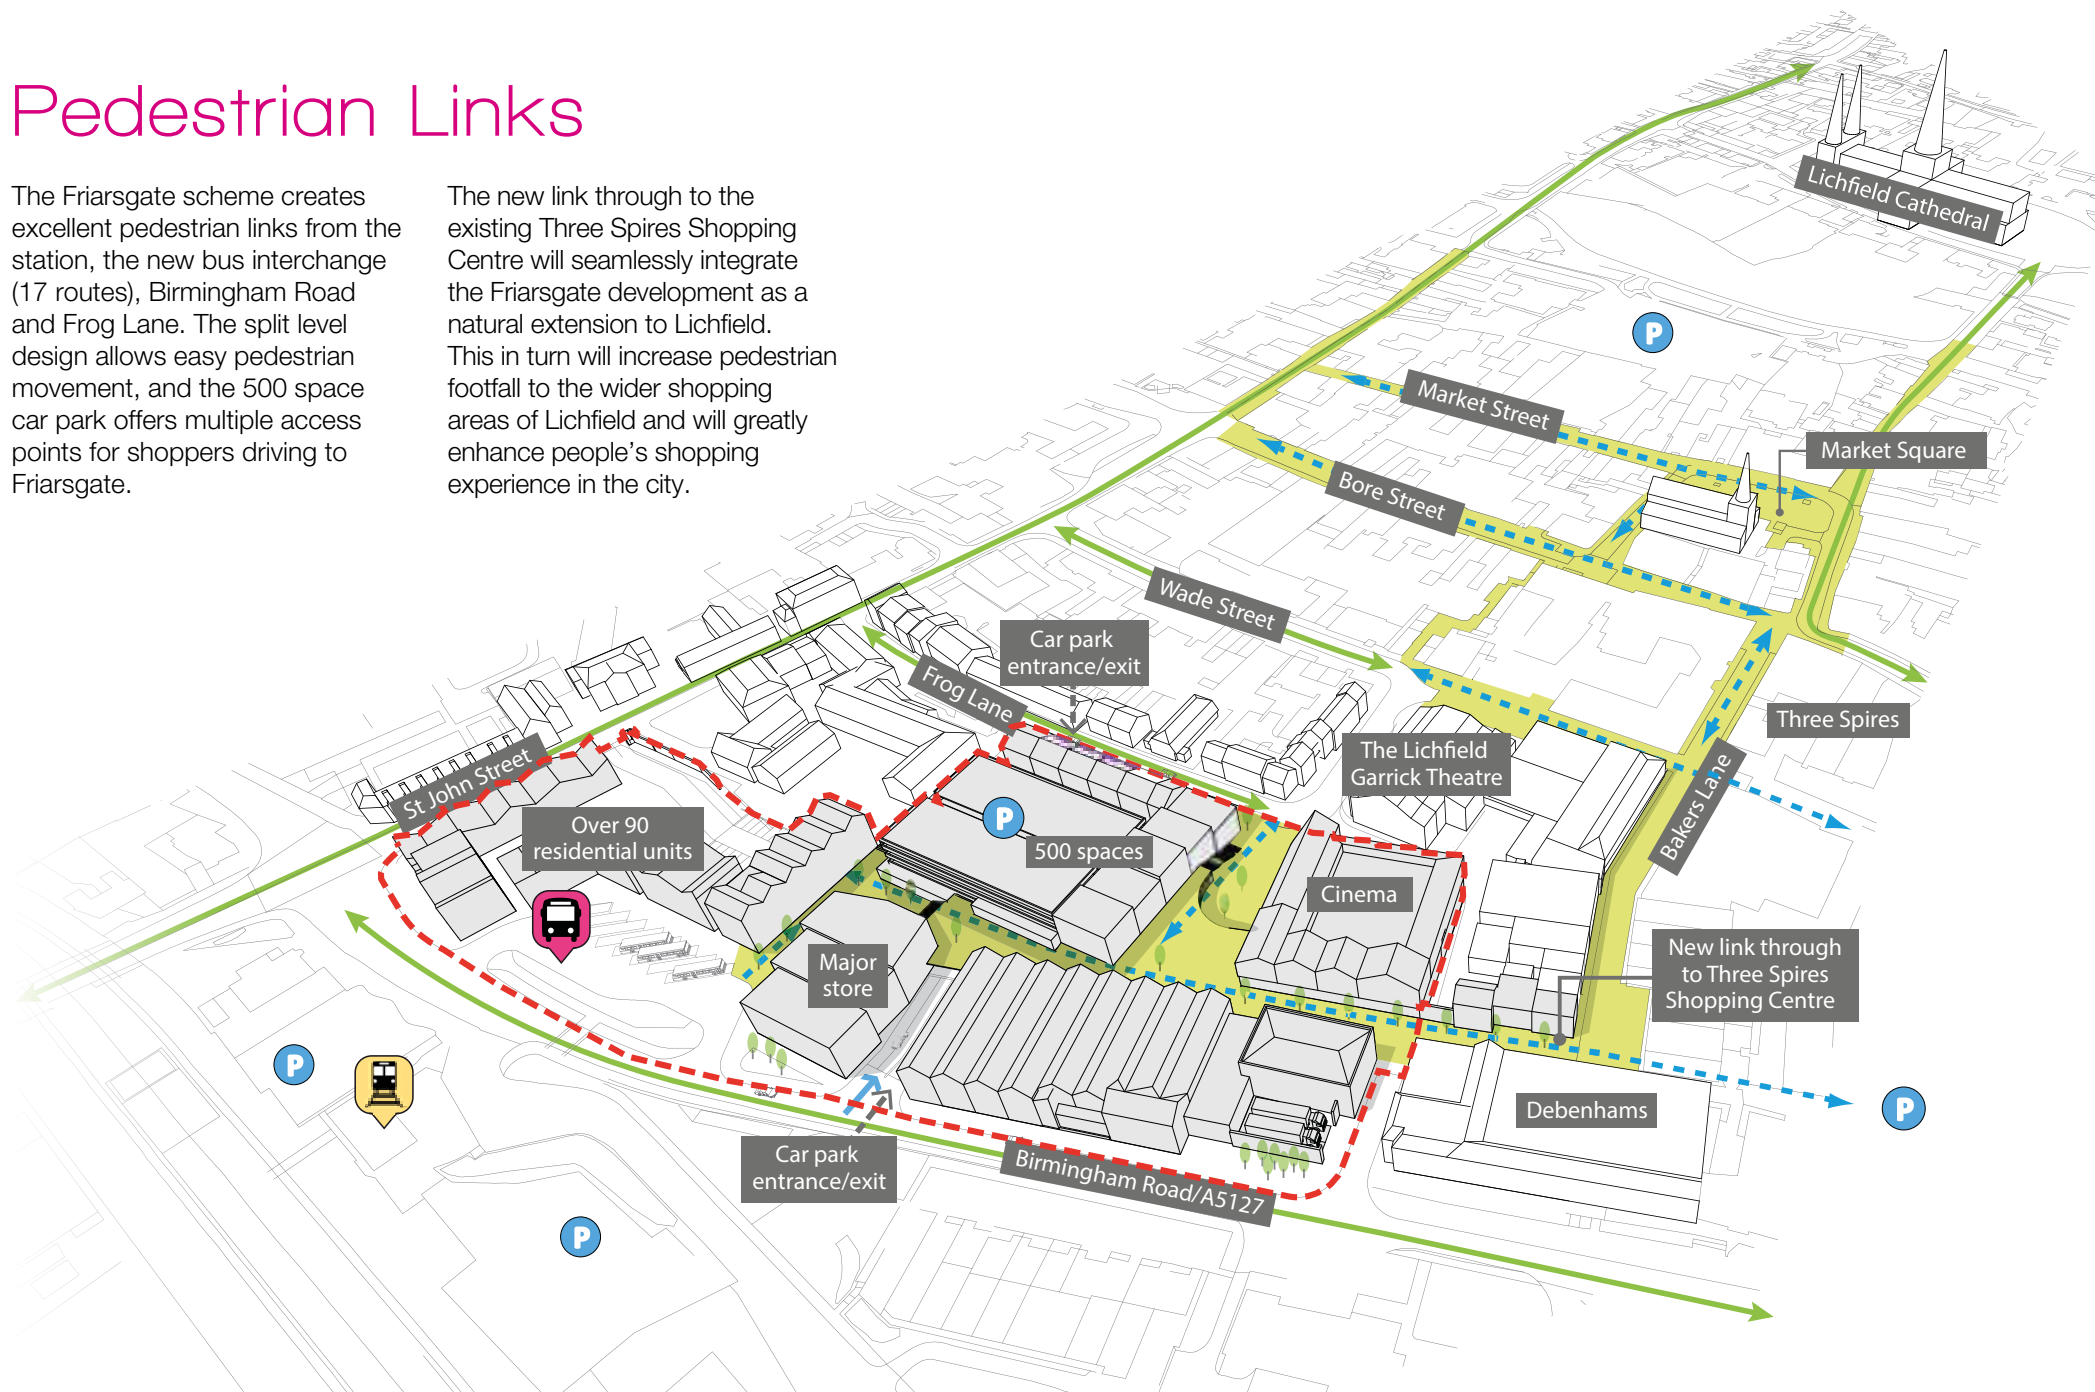 Pedestrian Links
The Friarsgate scheme creates
excellent pedestrian links from the
station, the new bus interchange
(17 routes), Birmingham Road
and Frog Lane. The split level
design allows easy pedestrian
movement, and the 500 space
car park offers multiple access
points for shoppers driving to
Friarsgate.
The new link through to the
existing Three Spires Shopping
Centre will seamlessly integrate
the Friarsgate development as a
natural extension to Lichfield.
This in turn will increase pedestrian
footfall to the wider shopping
areas of Lichfield and will greatly
enhance people’s shopping
experience in the city.
Lichfield Cathedral
P
Market Street
Market Square
Bore Street
Wade Street
Car park
entrance/exit
Frog Lane
Three Spires
The Lichfield
Garrick Theatre
St John Street
Bakers Lane
Over 90
residential units
P
500 spaces
Cinema
Major
store
New link through
to Three Spires
Shopping Centre
P
Debenhams
P
Car park
entrance/exit
Birmingham Road/A5127
P